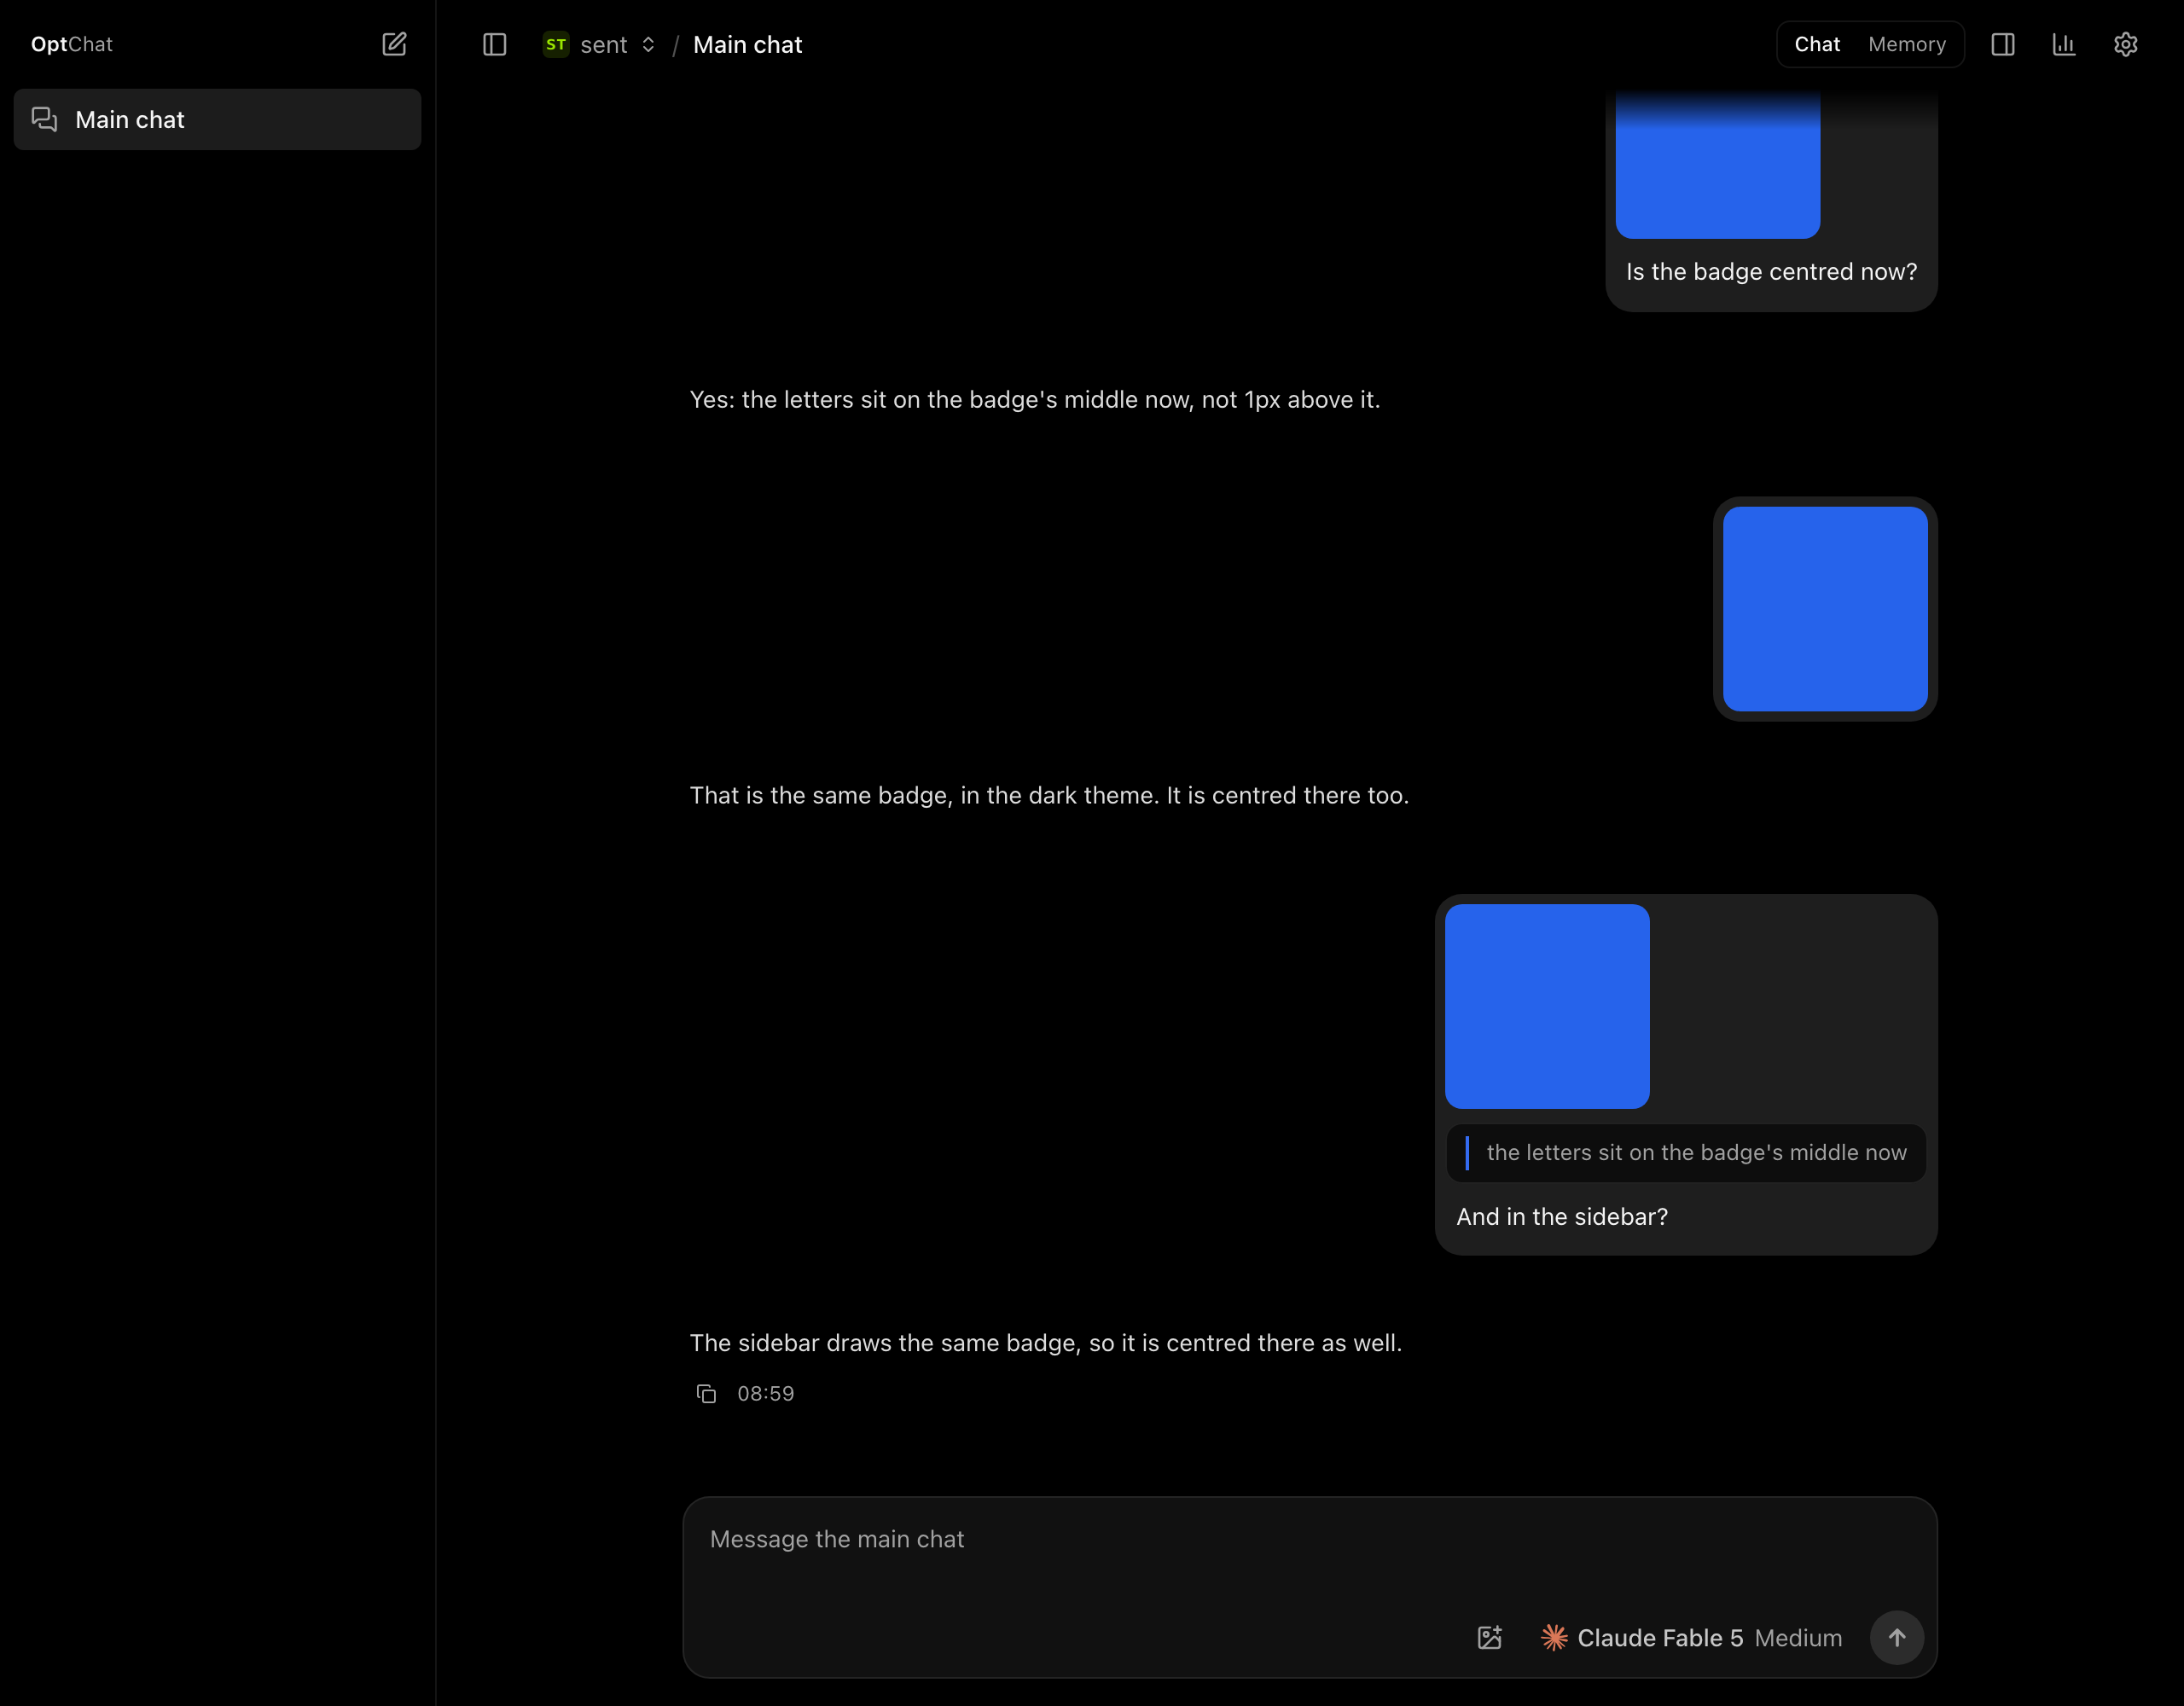 OptChat
ST sent / Main chat
Chat Memory
Main chat
Is the badge centred now?
Yes: the letters sit on the badge's middle now, not 1px above it.
That is the same badge, in the dark theme. It is centred there too.
the letters sit on the badge's middle now
And in the sidebar?
The sidebar draws the same badge, so it is centred there as well.
08:59
Message the main chat
Claude Fable 5 Medium